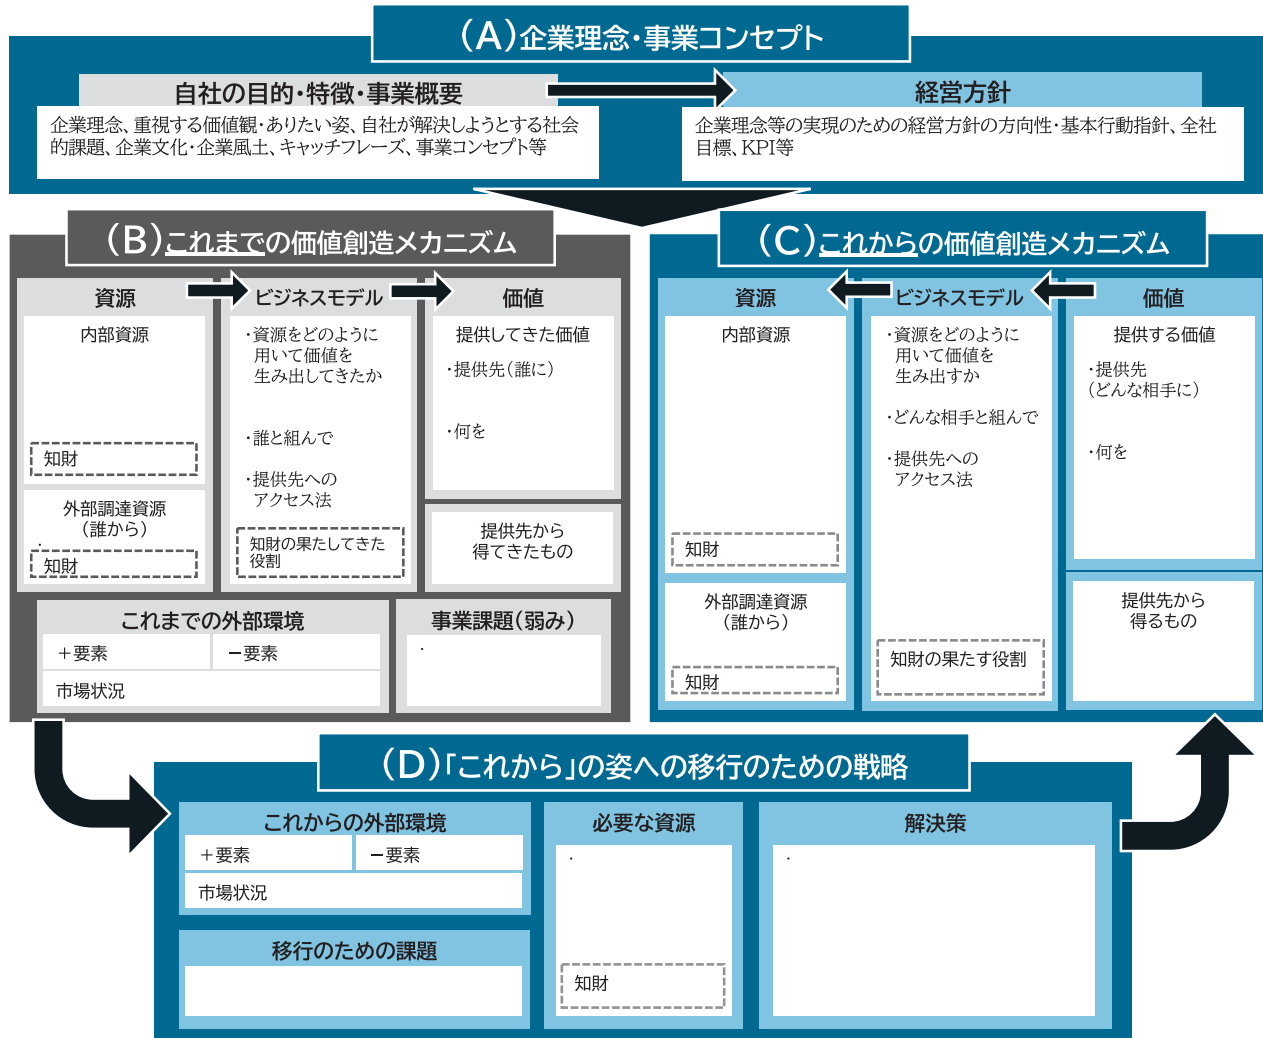 (A)企業理念・事業コンセプト
自社の目的・特徴・事業概要
企業理念、重視する価値観・ありたい姿、自社が解決しようとする社会
的課題、企業文化・企業風土、キャッチフレーズ、事業コンセプト等
経営方針
企業理念等の実現のための経営方針の方向性・基本行動指針、全社
目標、KPI等
(B)これまでの価値創造メカニズム
資源
内部資源
知財
外部調達資源
(誰から)
・
知財
ビジネスモデル
・資源をどのように
用いて価値を
生み出してきたか
・誰と組んで
・提供先への
アクセス法
知財の果たしてきた
役割
価値
提供してきた価値
・提供先(誰に)
・何を
提供先から
得てきたもの
これまでの外部環境
+要素
−要素
市場状況
事業課題(弱み)
・
(C)これからの価値創造メカニズム
資源
内部資源
知財
外部調達資源
(誰から)
知財
ビジネスモデル
・資源をどのように
用いて価値を
生み出すか
・どんな相手と組んで
・提供先への
アクセス法
知財の果たす役割
価値
提供する価値
・提供先
(どんな相手に)
・何を
提供先から
得るもの
(D)「これから」の姿への移行のための戦略
これからの外部環境
+要素
−要素
市場状況
移行のための課題
必要な資源
・
知財
解決策
・